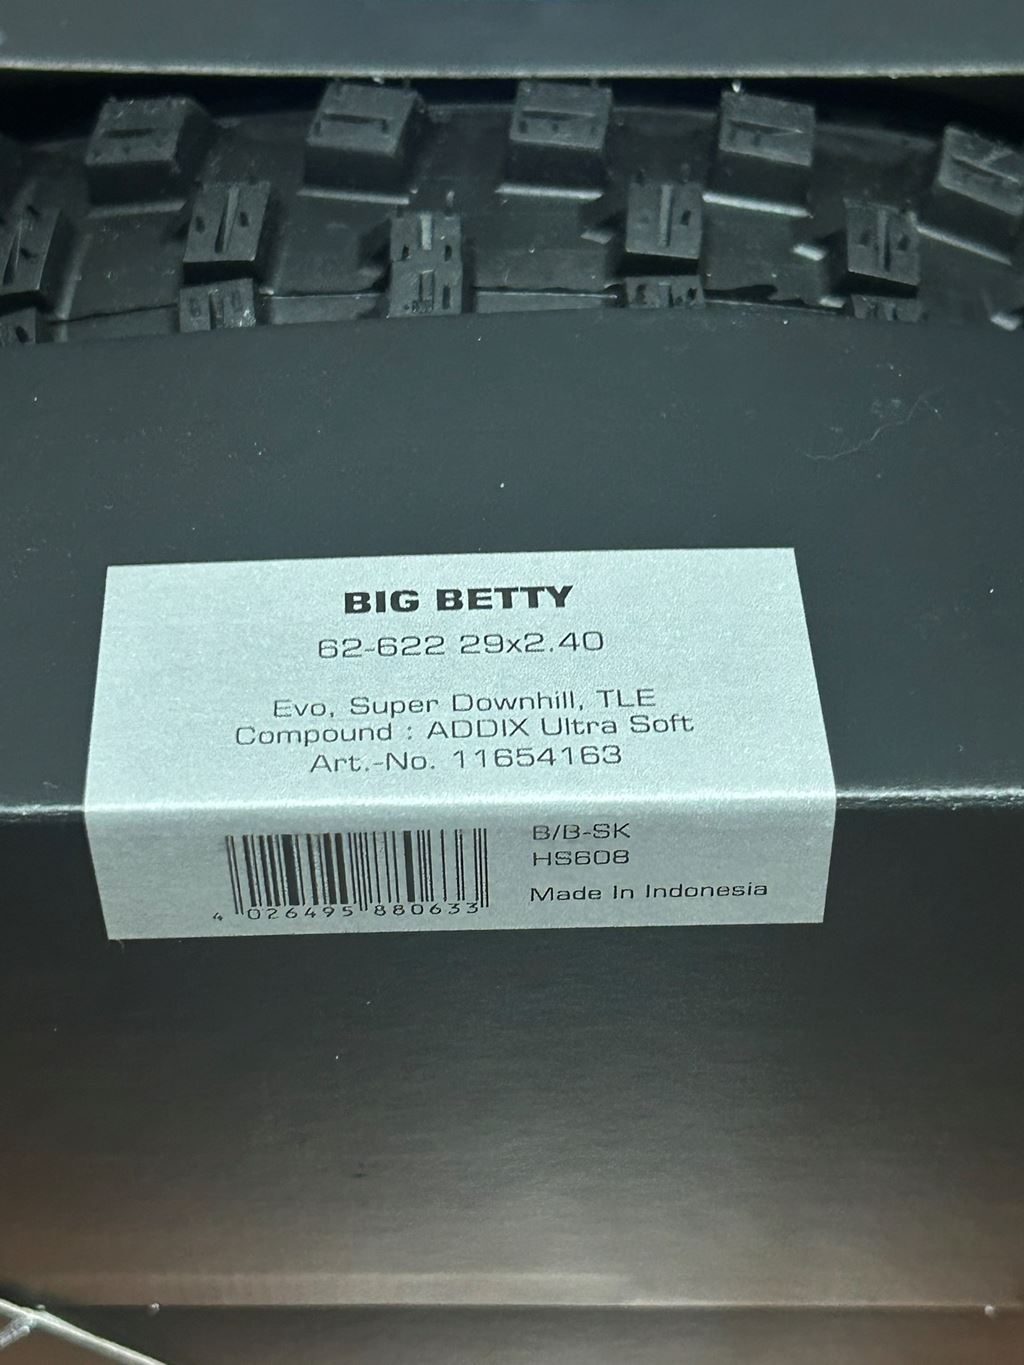 BIG BETTY
62-622 29x2.40
Evo, Super Downhill, TLE
Compound : ADDIX Ultra Soft
Art.-No. 11654163
B/B-SK
HS608
Made In Indonesia
4 026495 880633